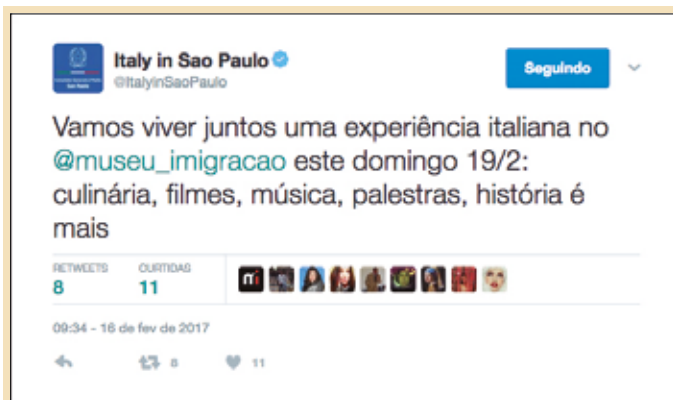 Italy in Sao Paulo
@ItalyinSaoPaulo
Seguindo
Vamos viver juntos uma experiência italiana no
@museu_imigracao este domingo 19/2:
culinária, filmes, música, palestras, história é
mais
RETWEETS CURTIDAS
8 11
09:34 - 16 de fev de 2017
8 11